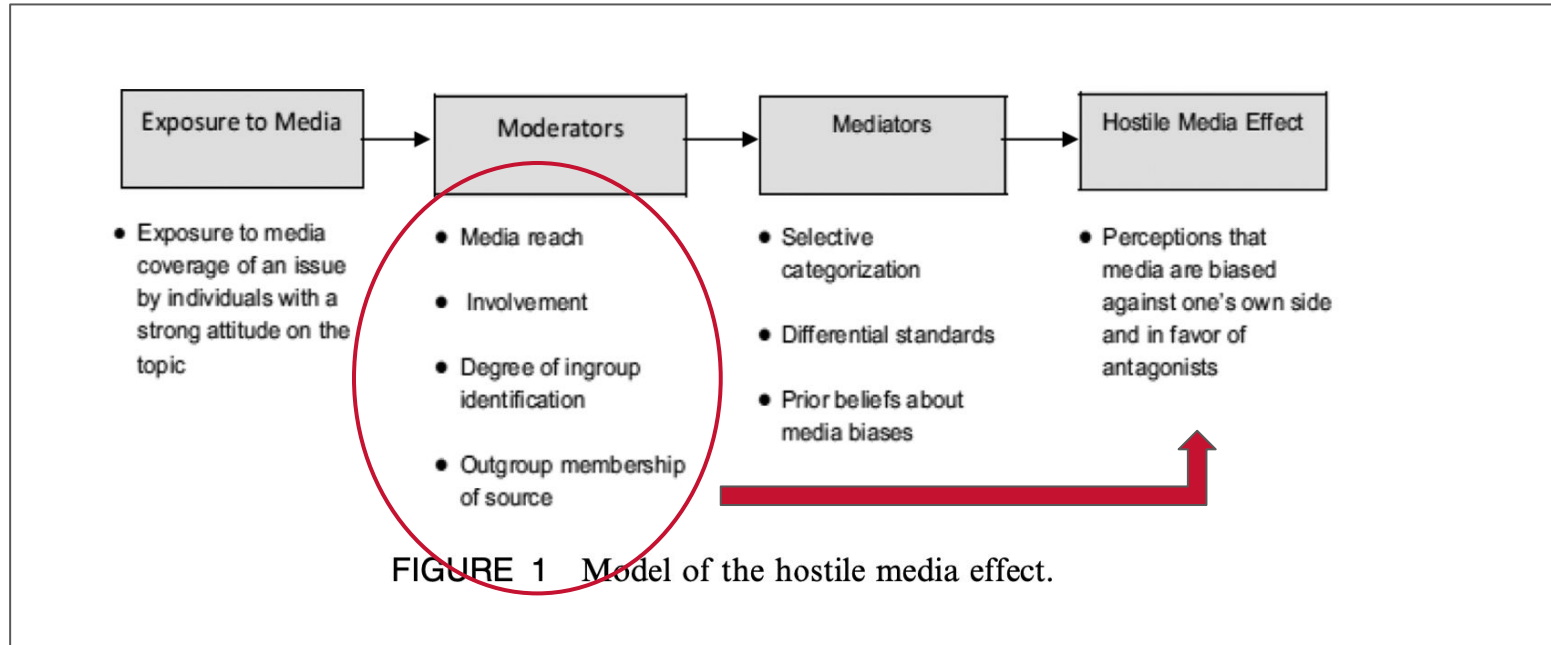 Exposure to Media
Moderators
Mediators
Hostile Media Effect
● Exposure to media
coverage of an issue
by individuals with a
strong attitude on the
topic
● Media reach
● Involvement
● Degree of ingroup
identification
● Outgroup membership
of source
● Selective
categorization
● Differential standards
● Prior beliefs about
media biases
● Perceptions that
media are biased
against one's own side
and in favor of
antagonists
FIGURE 1 Model of the hostile media effect.